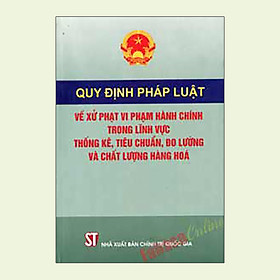 QUY ĐỊNH PHÁP LUẬT
VỀ XỬ PHẠT VI PHẠM HÀNH CHÍNH
TRONG LĨNH VỰC
THỐNG KÊ, TIÊU CHUẨN, ĐO LƯỜNG
VÀ CHẤT LƯỢNG HÀNG HOÁ
ST NHÀ XUẤT BẢN CHÍNH TRỊ QUỐC GIA